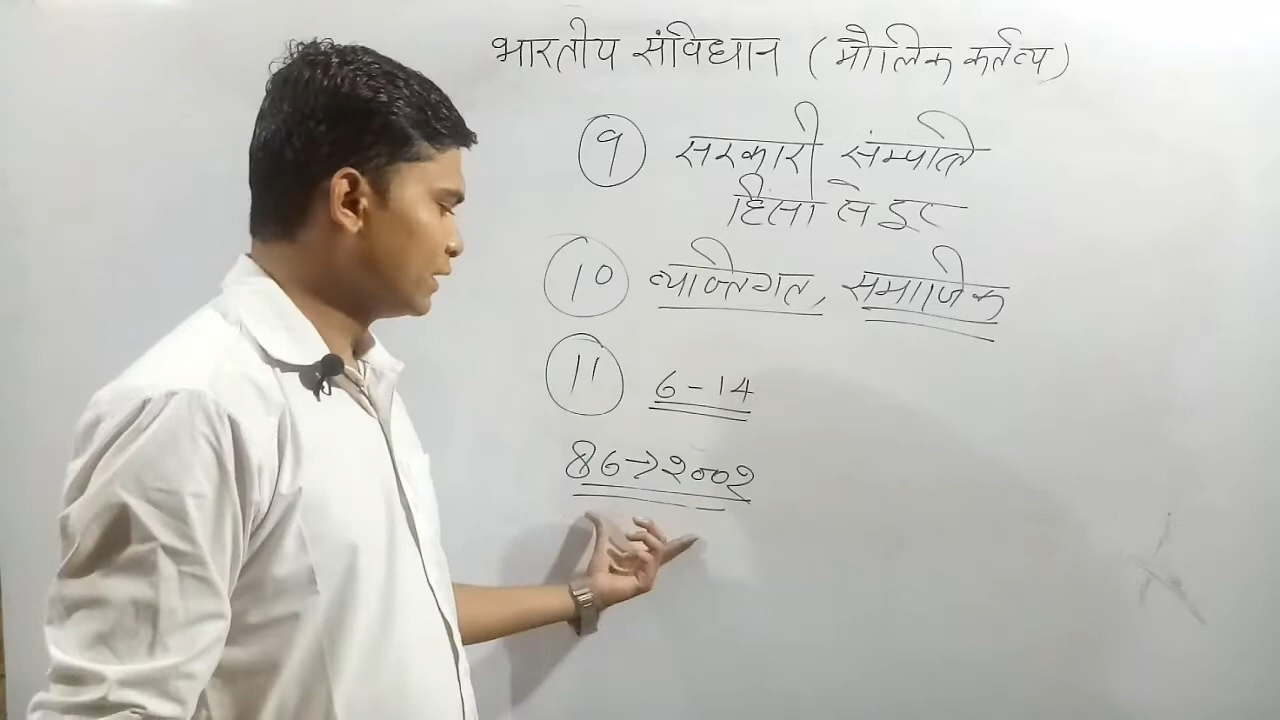 भारतीय संविधान (मौलिक कर्तव्य)
9 सरकारी संम्पति
हिंसा से दूर
10 व्यक्तिगत, समाजिक
11 6-14
86→2002